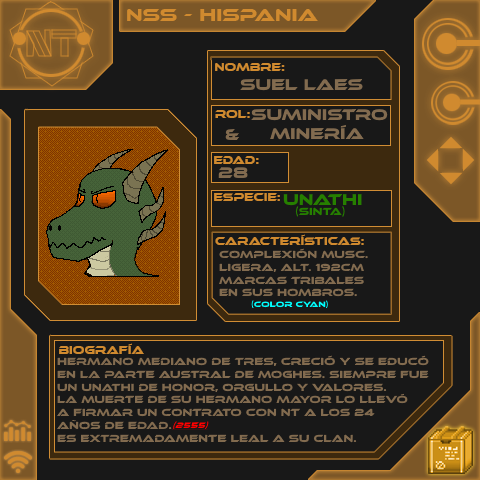 NT
NSS - HISPANIA
NOMBRE:
SUEL LAES
ROL: SUMINISTRO
& MINERÍA
EDAD:
28
ESPECIE: UNATHI
(SINTA)
CARACTERÍSTICAS:
COMPLEXIÓN MUSC.
LIGERA, ALT. 192CM
MARCAS TRIBALES
EN SUS HOMBROS.
(COLOR CYAN)
BIOGRAFÍA
HERMANO MEDIANO DE TRES, CRECIÓ Y SE EDUCÓ
EN LA PARTE AUSTRAL DE MOGHES. SIEMPRE FUE
UN UNATHI DE HONOR, ORGULLO Y VALORES.
LA MUERTE DE SU HERMANO MAYOR LO LLEVÓ
A FIRMAR UN CONTRATO CON NT A LOS 24
AÑOS DE EDAD.(2555)
ES EXTREMADAMENTE LEAL A SU CLAN.